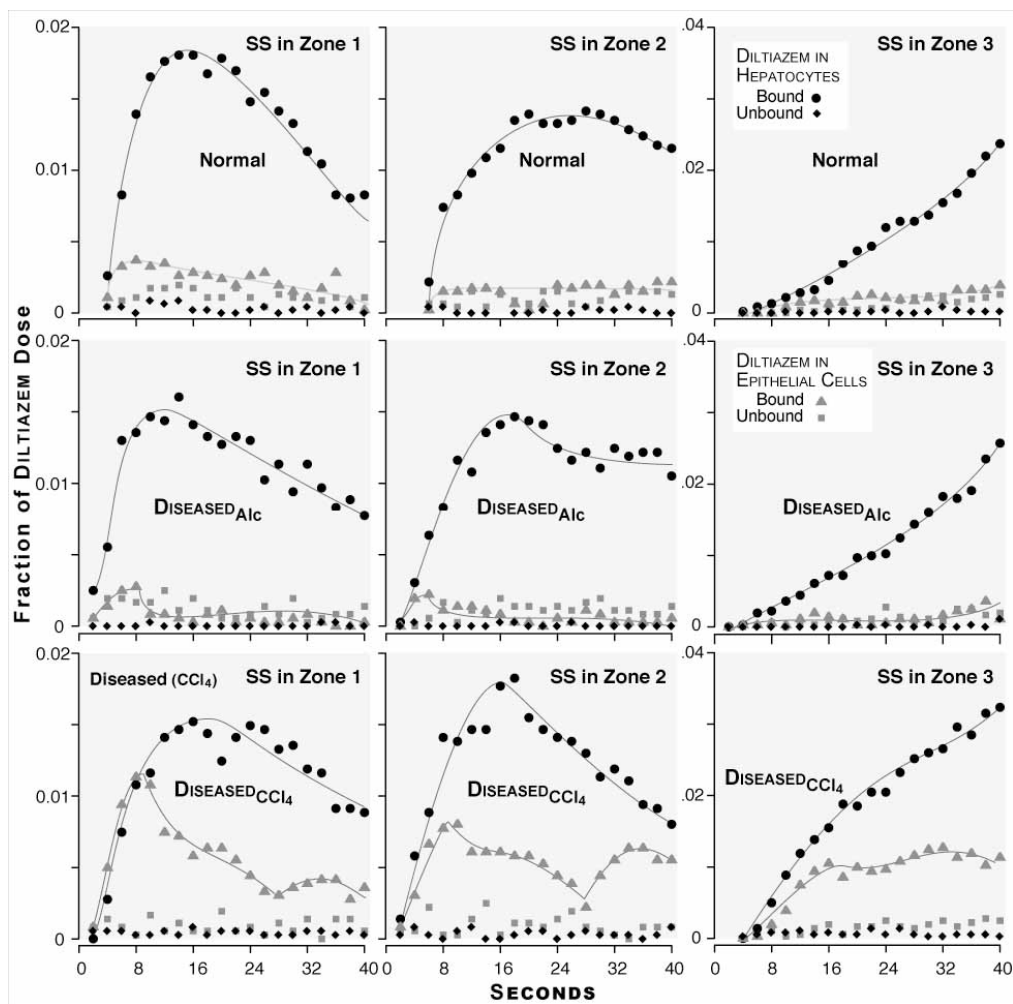 Fraction of DILTIAZEM DOSE
0.02
0.01
0
SS in Zone 1
Normal
SS in Zone 2
Normal
.04
.02
0
SS in Zone 3
DILTIAZEM IN
HEPATOCYTES
Bound
Unbound
Normal
0.02
0.01
0
SS in Zone 1
DISEASEDAlc
SS in Zone 2
DISEASEDAlc
.04
.02
0
SS in Zone 3
DILTIAZEM IN
EPITHELIAL CELLS
Bound
Unbound
DISEASEDAlc
0.02
0.01
0
Diseased (CCl4)
SS in Zone 1
DISEASEDCCl4
SS in Zone 2
DISEASEDCCl4
.04
.02
0
SS in Zone 3
DISEASEDCCl4
0 8 16 24 32 40
0 8 16 24 32 40
0 8 16 24 32 40
SECONDS